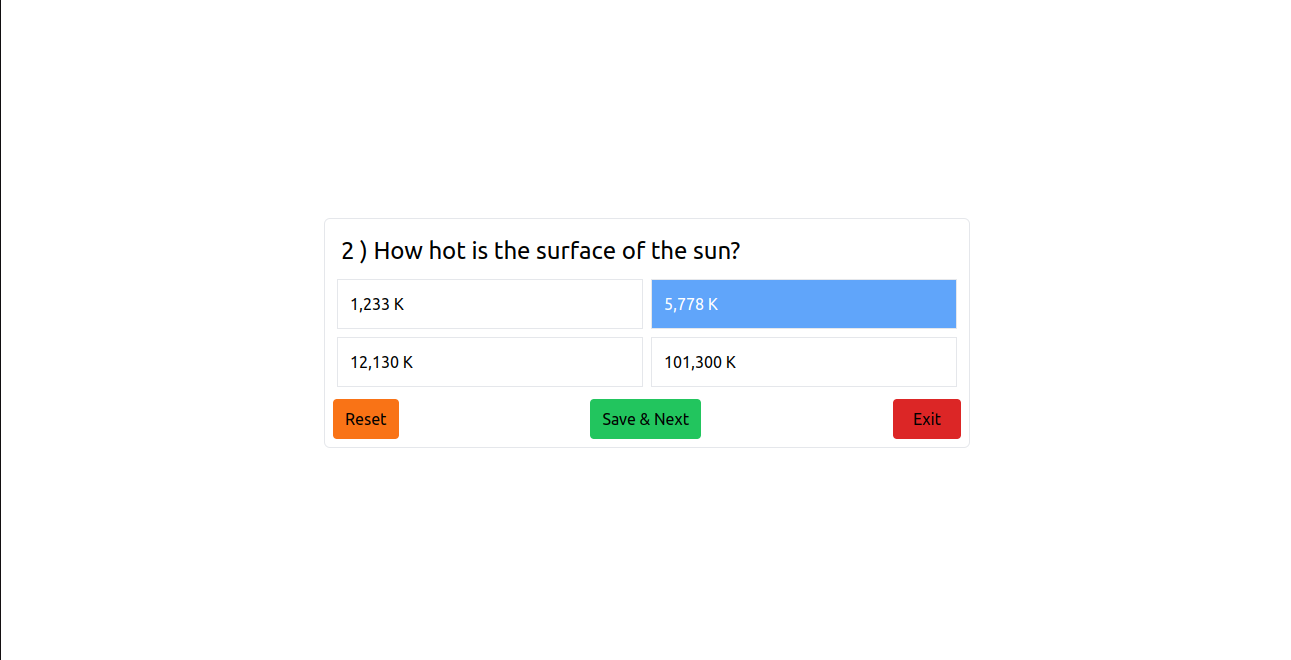 2 ) How hot is the surface of the sun?
1,233 K
5,778 K
12,130 K
101,300 K
Reset
Save & Next
Exit